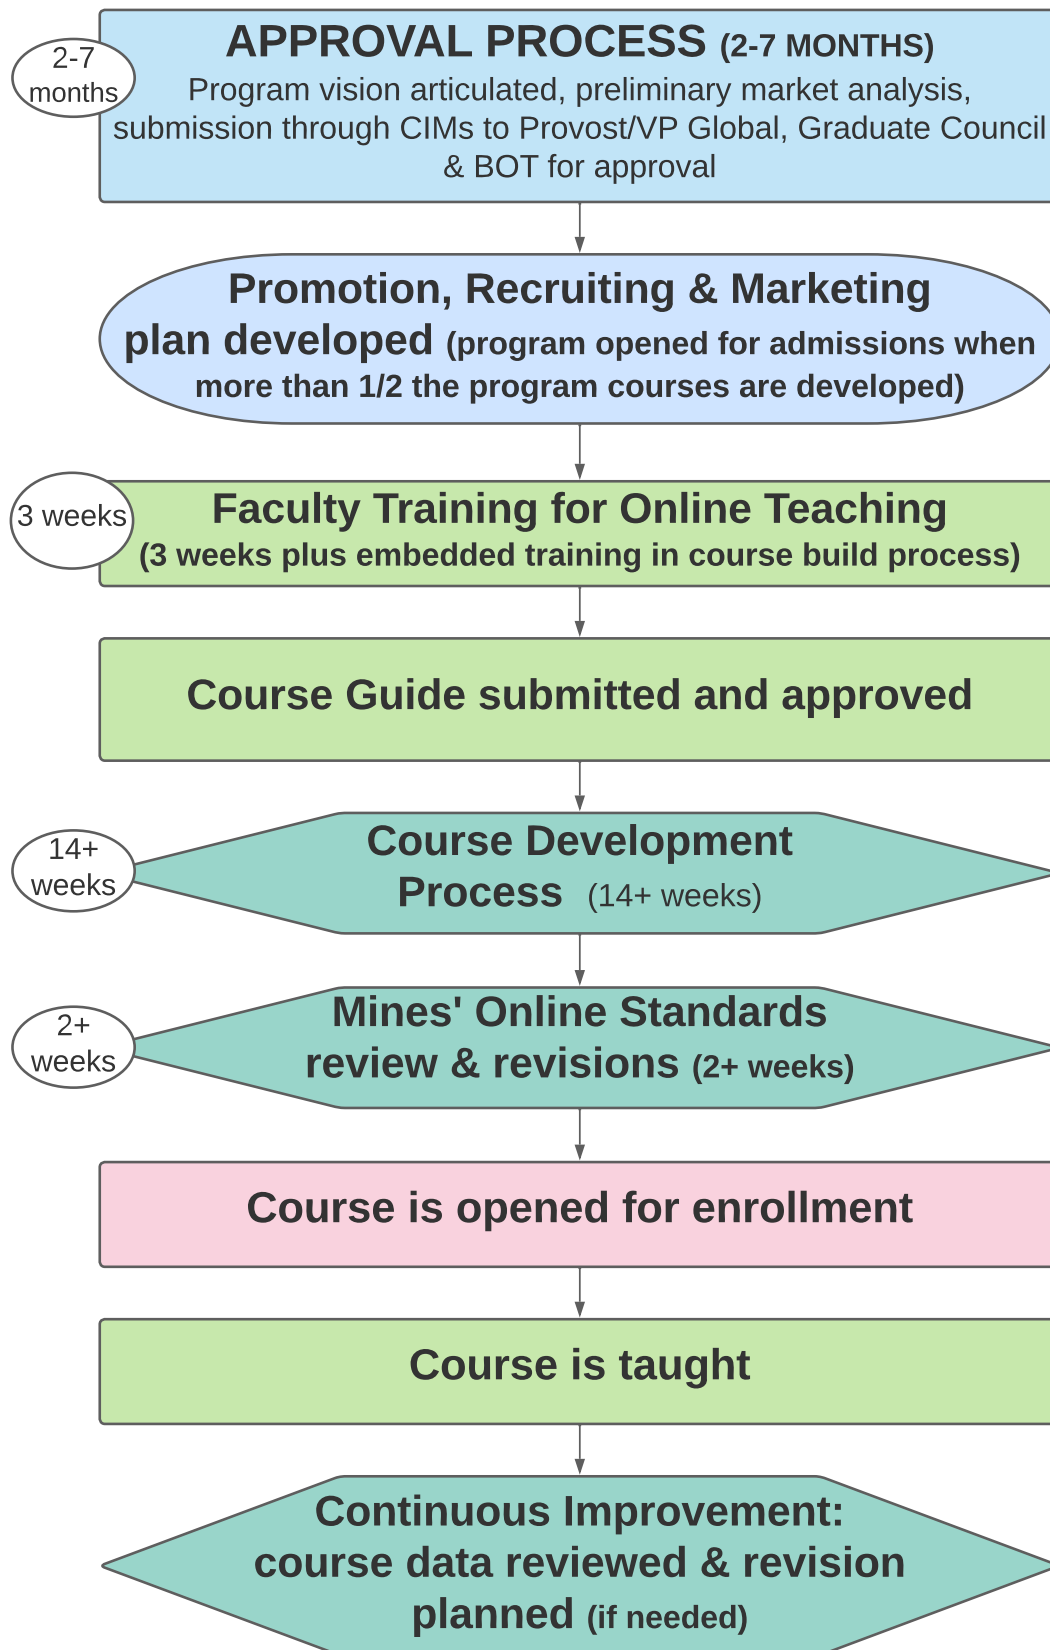 2-7
months
APPROVAL PROCESS (2-7 MONTHS)
Program vision articulated, preliminary market analysis,
submission through CIMs to Provost/VP Global, Graduate Council
& BOT for approval
Promotion, Recruiting & Marketing
plan developed (program opened for admissions when
more than 1/2 the program courses are developed)
3 weeks
Faculty Training for Online Teaching
(3 weeks plus embedded training in course build process)
Course Guide submitted and approved
14+
weeks
Course Development
Process (14+ weeks)
2+
weeks
Mines' Online Standards
review & revisions (2+ weeks)
Course is opened for enrollment
Course is taught
Continuous Improvement:
course data reviewed & revision
planned (if needed)